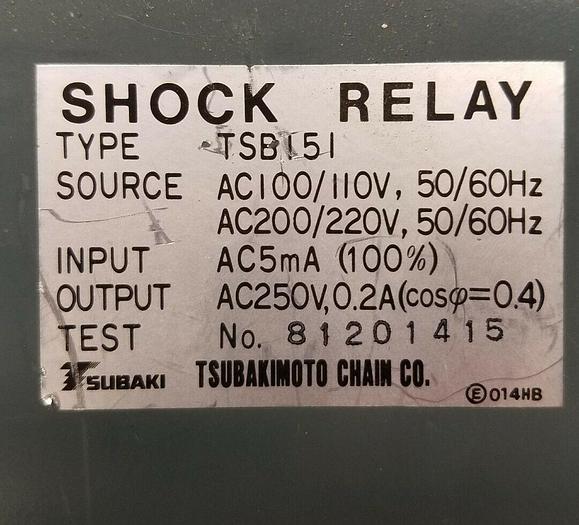 SHOCK RELAY
TYPE TSB151
SOURCE AC100/110V, 50/60Hz
AC200/220V, 50/60Hz
INPUT AC5mA (100%)
OUTPUT AC250V, 0.2A(cosφ=0.4)
TEST No. 81201415
TSUBAKI TSUBAKIMOTO CHAIN CO.
Ⓔ014HB